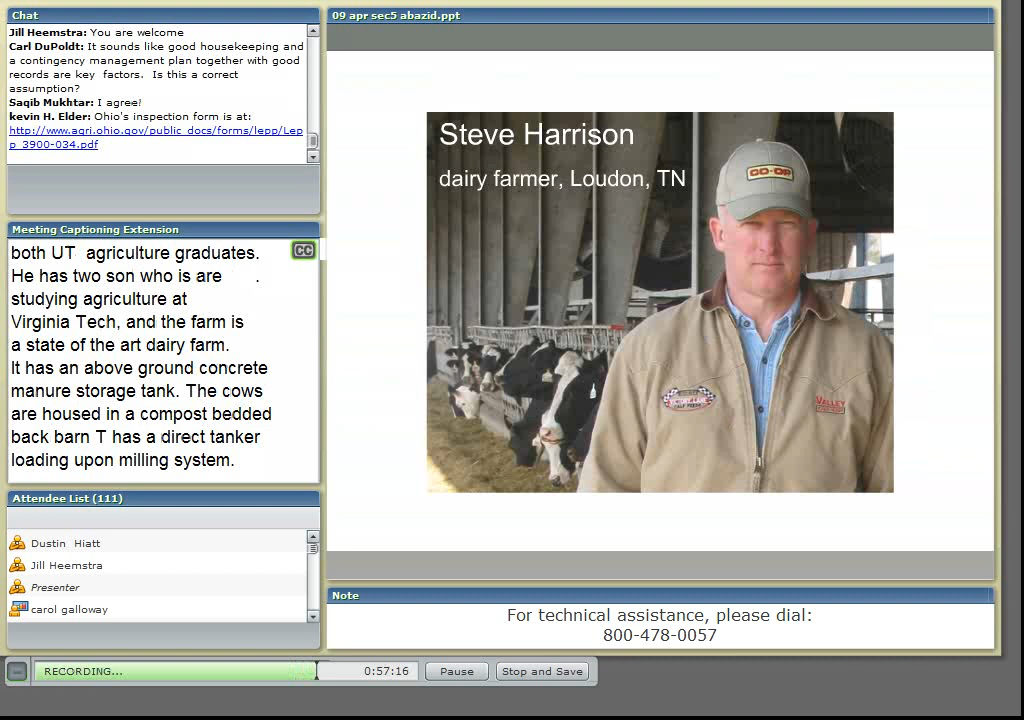 Chat
Jill Heemstra: You are welcome
Carl DuPoldt: It sounds like good housekeeping and
a contingency management plan together with good
records are key  factors.  Is this a correct
assumption?
Saqib Mukhtar: I agree!
kevin H. Elder: Ohio's inspection form is at:
http://www.agri.ohio.gov/public_docs/forms/lepp/Lep
p_3900-034.pdf
Meeting Captioning Extension
both UT  agriculture graduates.
He has two son who is are      .
studying agriculture at
Virginia Tech, and the farm is
a state of the art dairy farm.
It has an above ground concrete
manure storage tank. The cows
are housed in a compost bedded
back barn T has a direct tanker
loading upon milling system.
CC
Attendee List (111)
Dustin  Hiatt
Jill Heemstra
Presenter
carol galloway
09 apr sec5 abazid.ppt
Steve Harrison
dairy farmer, Loudon, TN
CO-OP
VALLEY
Note
For technical assistance, please dial:
800-478-0057
RECORDING...
0:57:16
Pause
Stop and Save